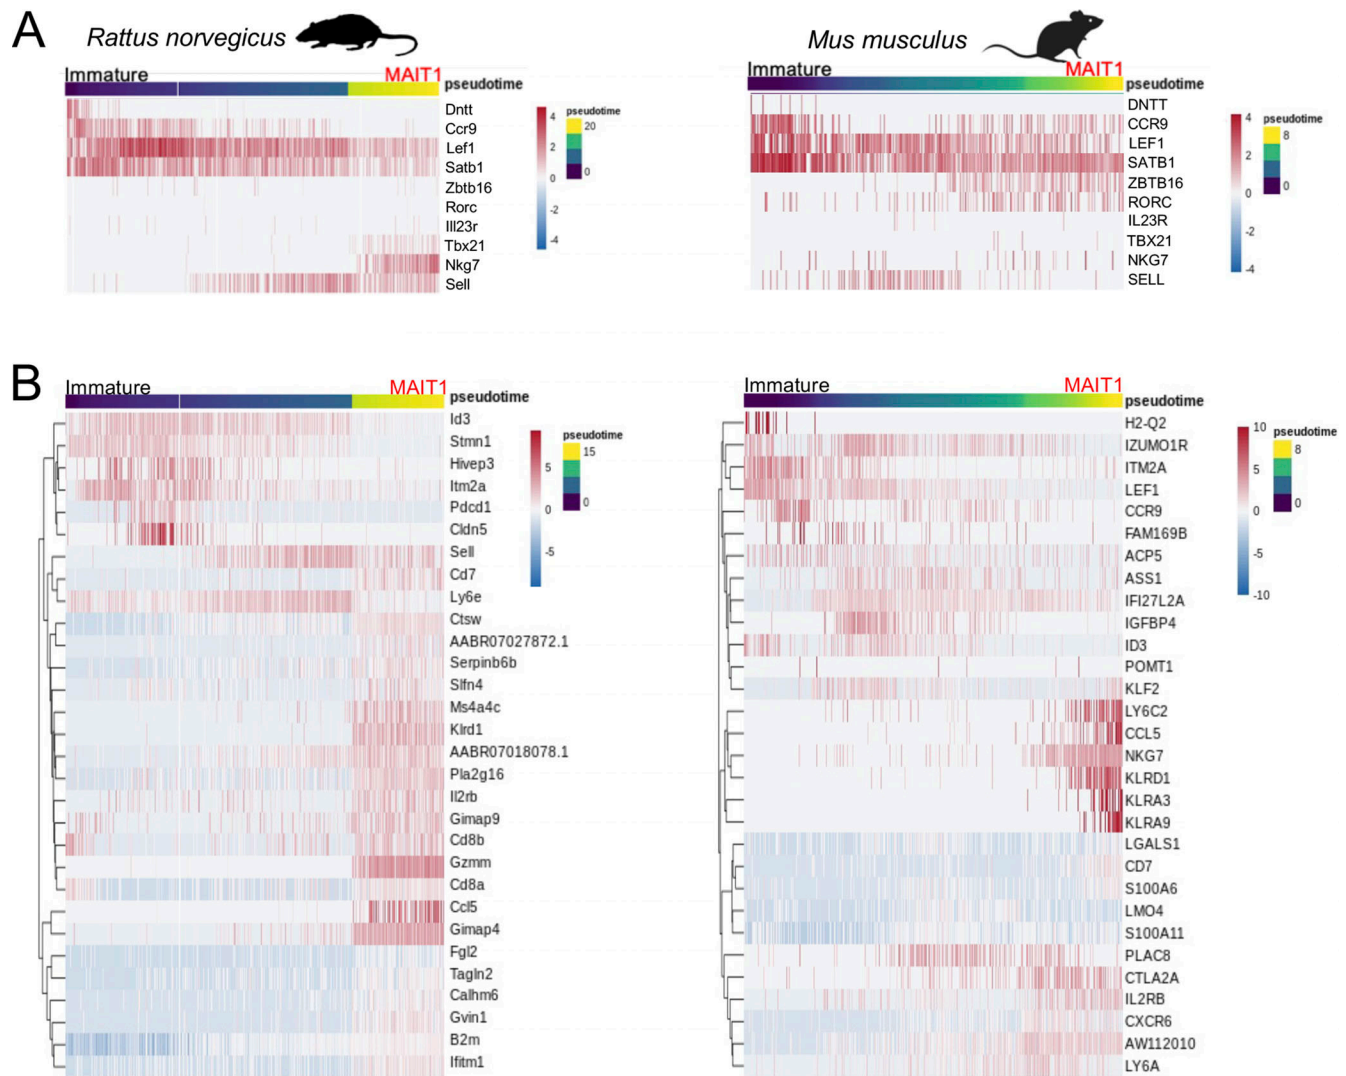 A
Rattus norvegicus
Mus musculus
Immature
MAIT1
pseudotime
Dntt
Ccr9
Lef1
Satb1
Zbtb16
Rorc
Ill23r
Tbx21
Nkg7
Sell
4
2
0
-2
-4
pseudotime
20
0
Immature
MAIT1
pseudotime
DNTT
CCR9
LEF1
SATB1
ZBTB16
RORC
IL23R
TBX21
NKG7
SELL
4
2
0
-2
-4
pseudotime
8
0
B
Immature
MAIT1
pseudotime
Id3
Stmn1
Hivep3
Itm2a
Pdcd1
Cldn5
Sell
Cd7
Ly6e
Ctsw
AABR07027872.1
Serpinb6b
Slfn4
Ms4a4c
Klrd1
AABR07018078.1
Pla2g16
Il2rb
Gimap9
Cd8b
Gzmm
Cd8a
Ccl5
Gimap4
Fgl2
Tagln2
Calhm6
Gvin1
B2m
Ifitm1
5
0
-5
pseudotime
15
0
Immature
MAIT1
pseudotime
H2-Q2
IZUMO1R
ITM2A
LEF1
CCR9
FAM169B
ACP5
ASS1
IFI27L2A
IGFBP4
ID3
POMT1
KLF2
LY6C2
CCL5
NKG7
KLRD1
KLRA3
KLRA9
LGALS1
CD7
S100A6
LMO4
S100A11
PLAC8
CTLA2A
IL2RB
CXCR6
AW112010
LY6A
10
5
0
-5
-10
pseudotime
8
0